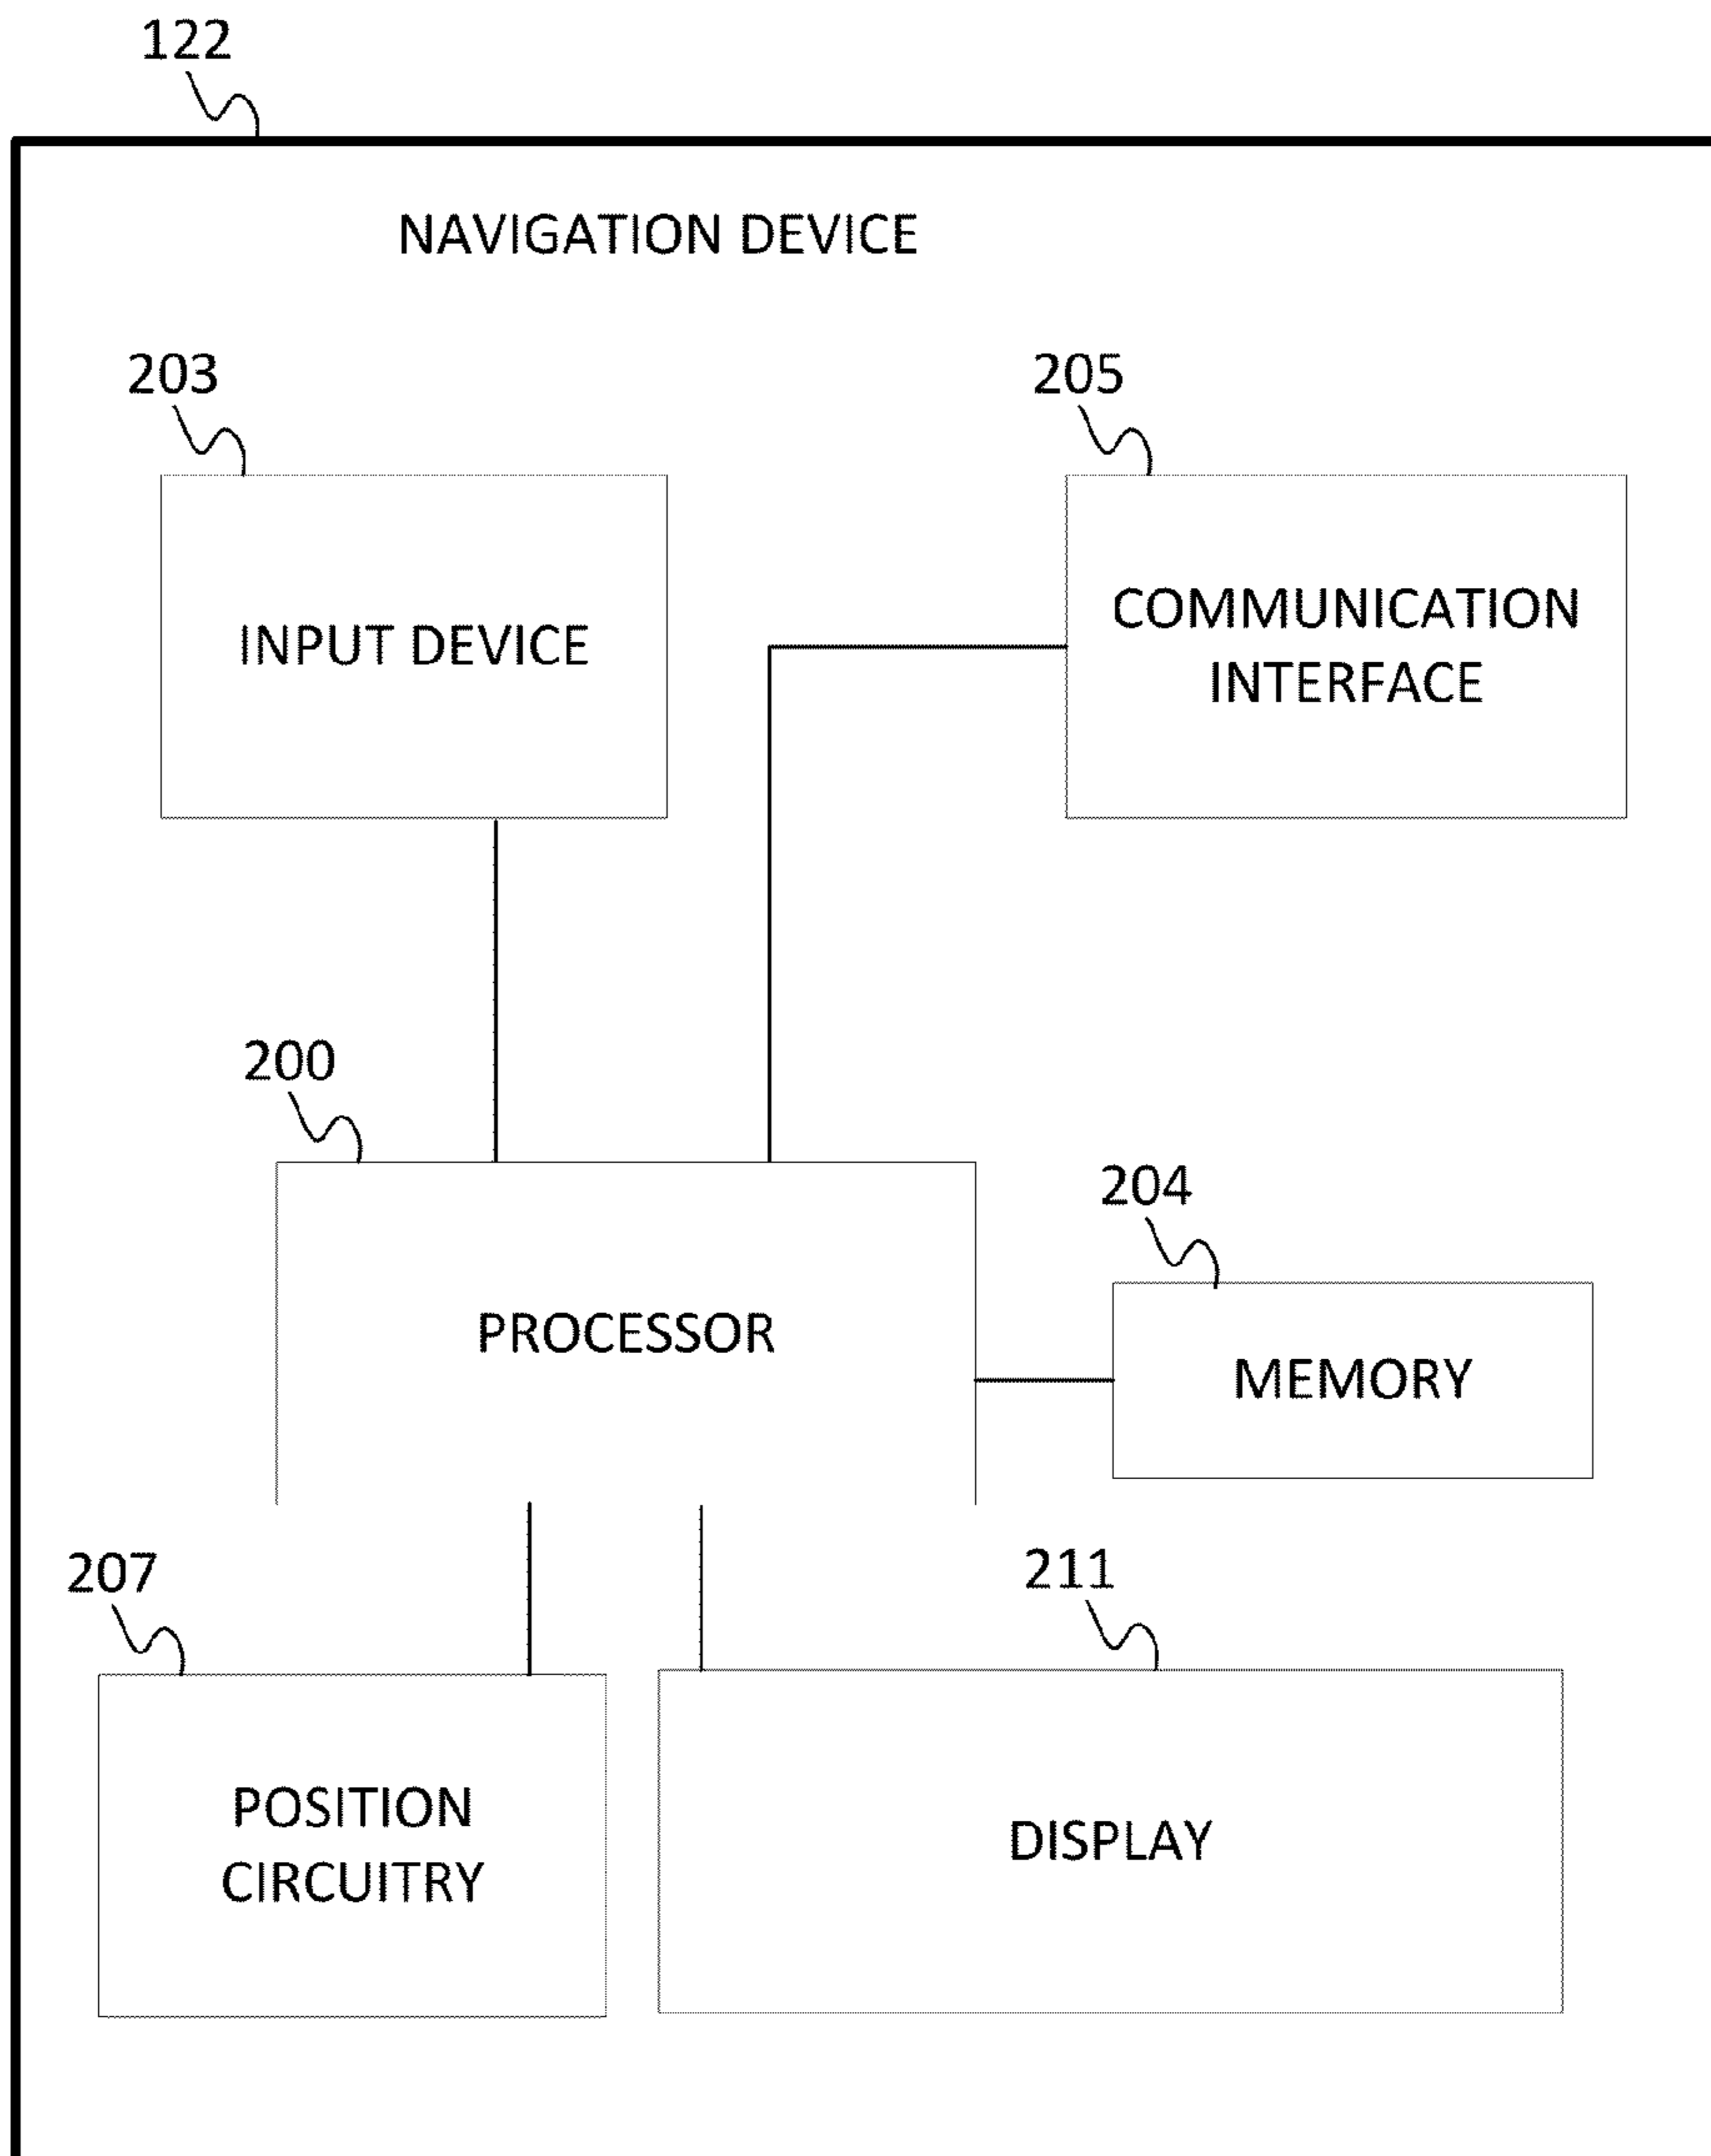 122
NAVIGATION DEVICE
203
205
INPUT DEVICE
COMMUNICATION
INTERFACE
200
204
PROCESSOR
MEMORY
207
211
POSITION
CIRCUITRY
DISPLAY